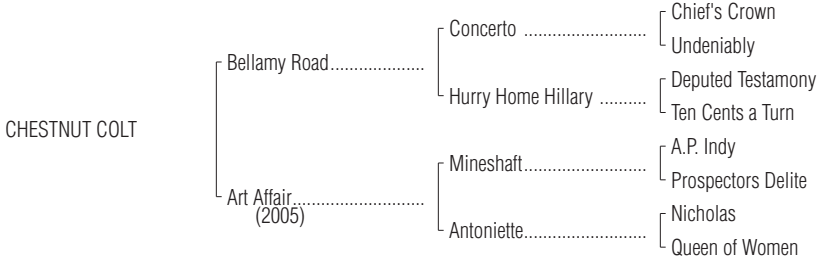 Chief's Crown
Concerto ..........................
Undeniably
Bellamy Road....................
Deputed Testamony
Hurry Home Hillary ..........
Ten Cents a Turn
CHESTNUT COLT
A.P. Indy
Mineshaft..........................
Prospectors Delite
Art Affair............................
(2005)
Nicholas
Antoniette..........................
Queen of Women